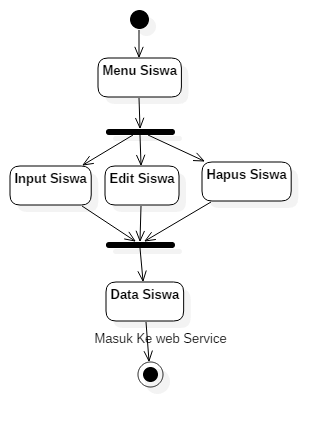 Menu Siswa
Input Siswa
Edit Siswa
Hapus Siswa
Data Siswa
Masuk Ke web Service